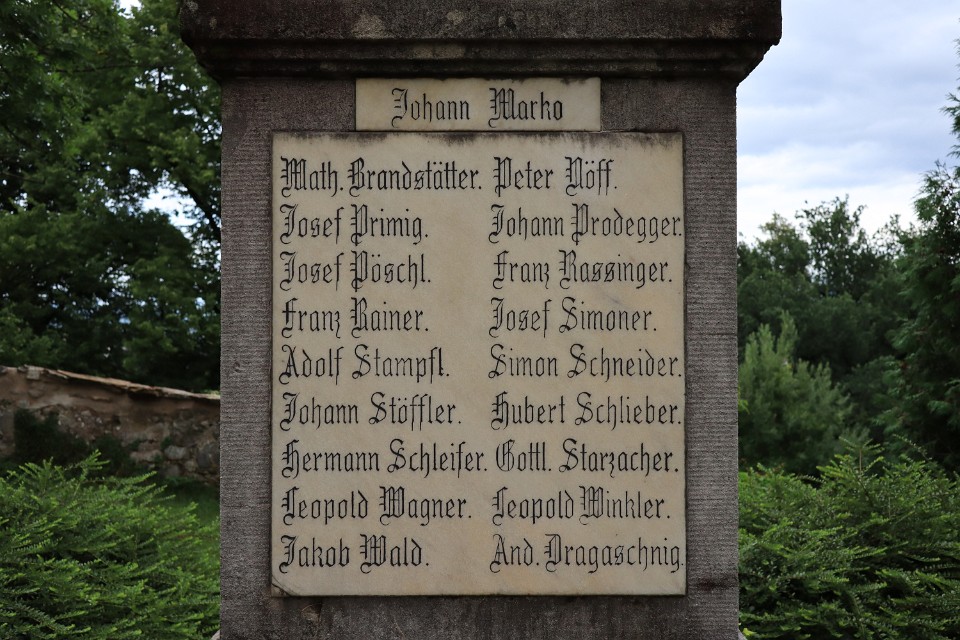 Johann Marko
Math. Brandstätter. Peter Nöff.
Josef Primig. Johann Prodegger.
Josef Pöschl. Franz Rassinger.
Franz Rainer. Josef Simoner.
Adolf Stampfl. Simon Schneider.
Johann Stöffler. Hubert Schlieber.
Hermann Schleifer. Gottl. Starzacher.
Leopold Wagner. Leopold Winkler.
Jakob Wald. And. Dragaschnig.